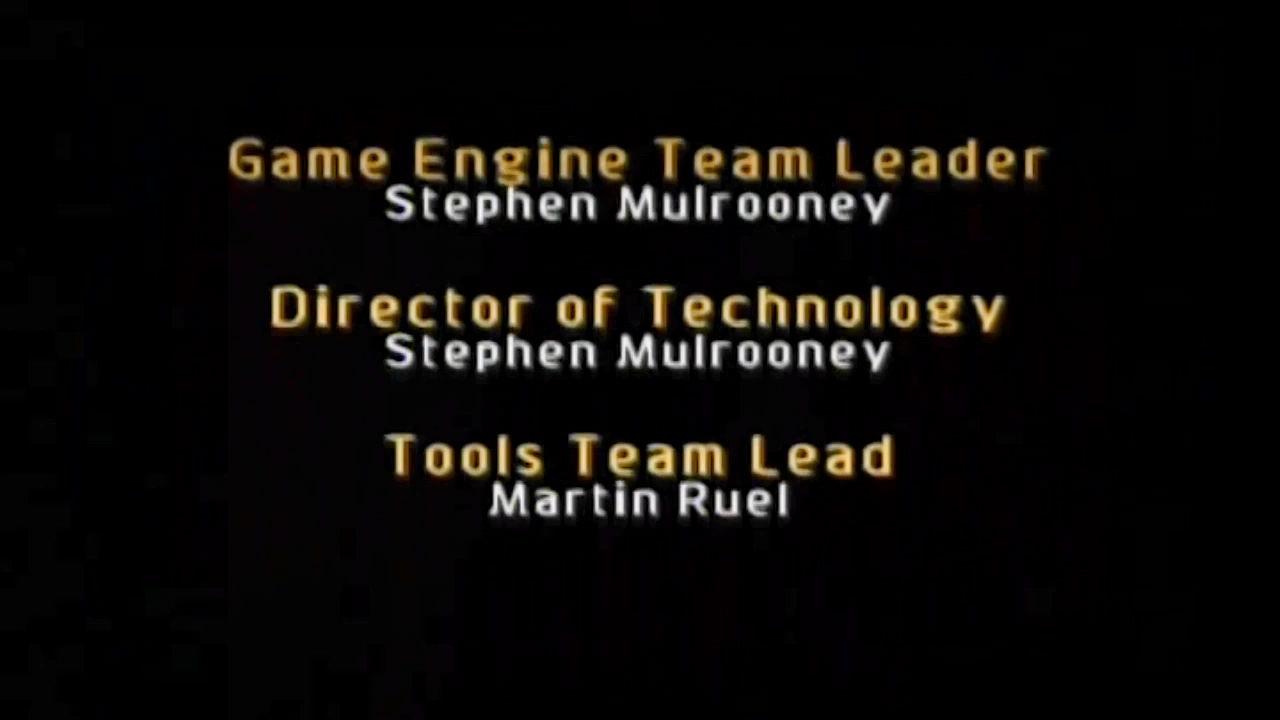 Game Engine Team Leader
Stephen Mulrooney
Director of Technology
Stephen Mulrooney
Tools Team Lead
Martin Ruel